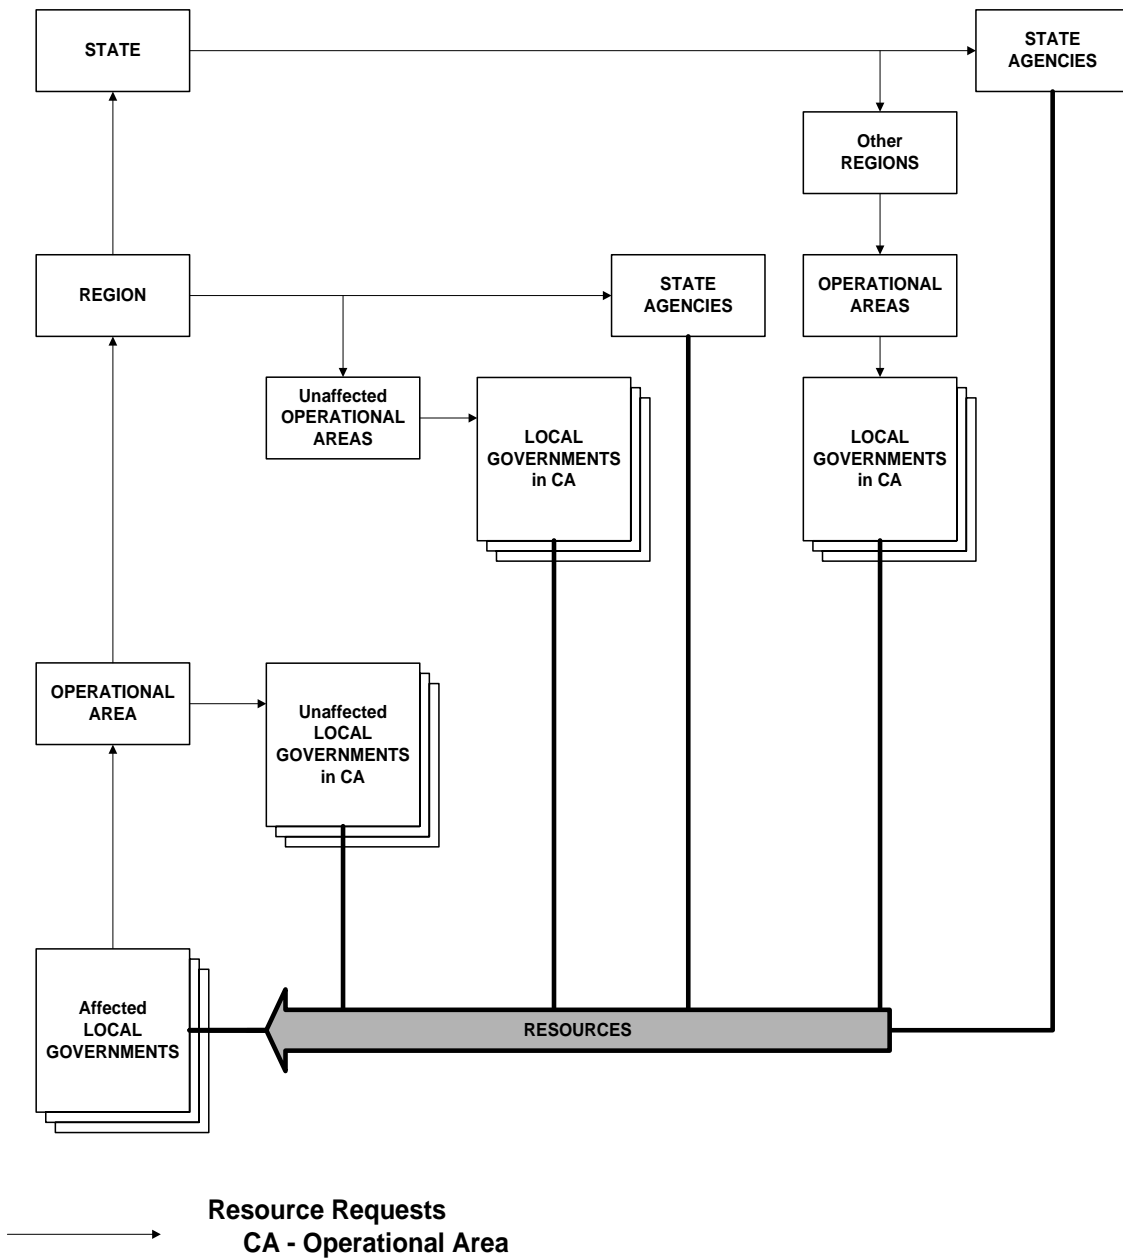 STATE
STATE
AGENCIES
Other
REGIONS
REGION
STATE
AGENCIES
OPERATIONAL
AREAS
Unaffected
OPERATIONAL
AREAS
LOCAL
GOVERNMENTS
in CA
LOCAL
GOVERNMENTS
in CA
OPERATIONAL
AREA
Unaffected
LOCAL
GOVERNMENTS
in CA
Affected
LOCAL
GOVERNMENTS
RESOURCES
Resource Requests
CA - Operational Area